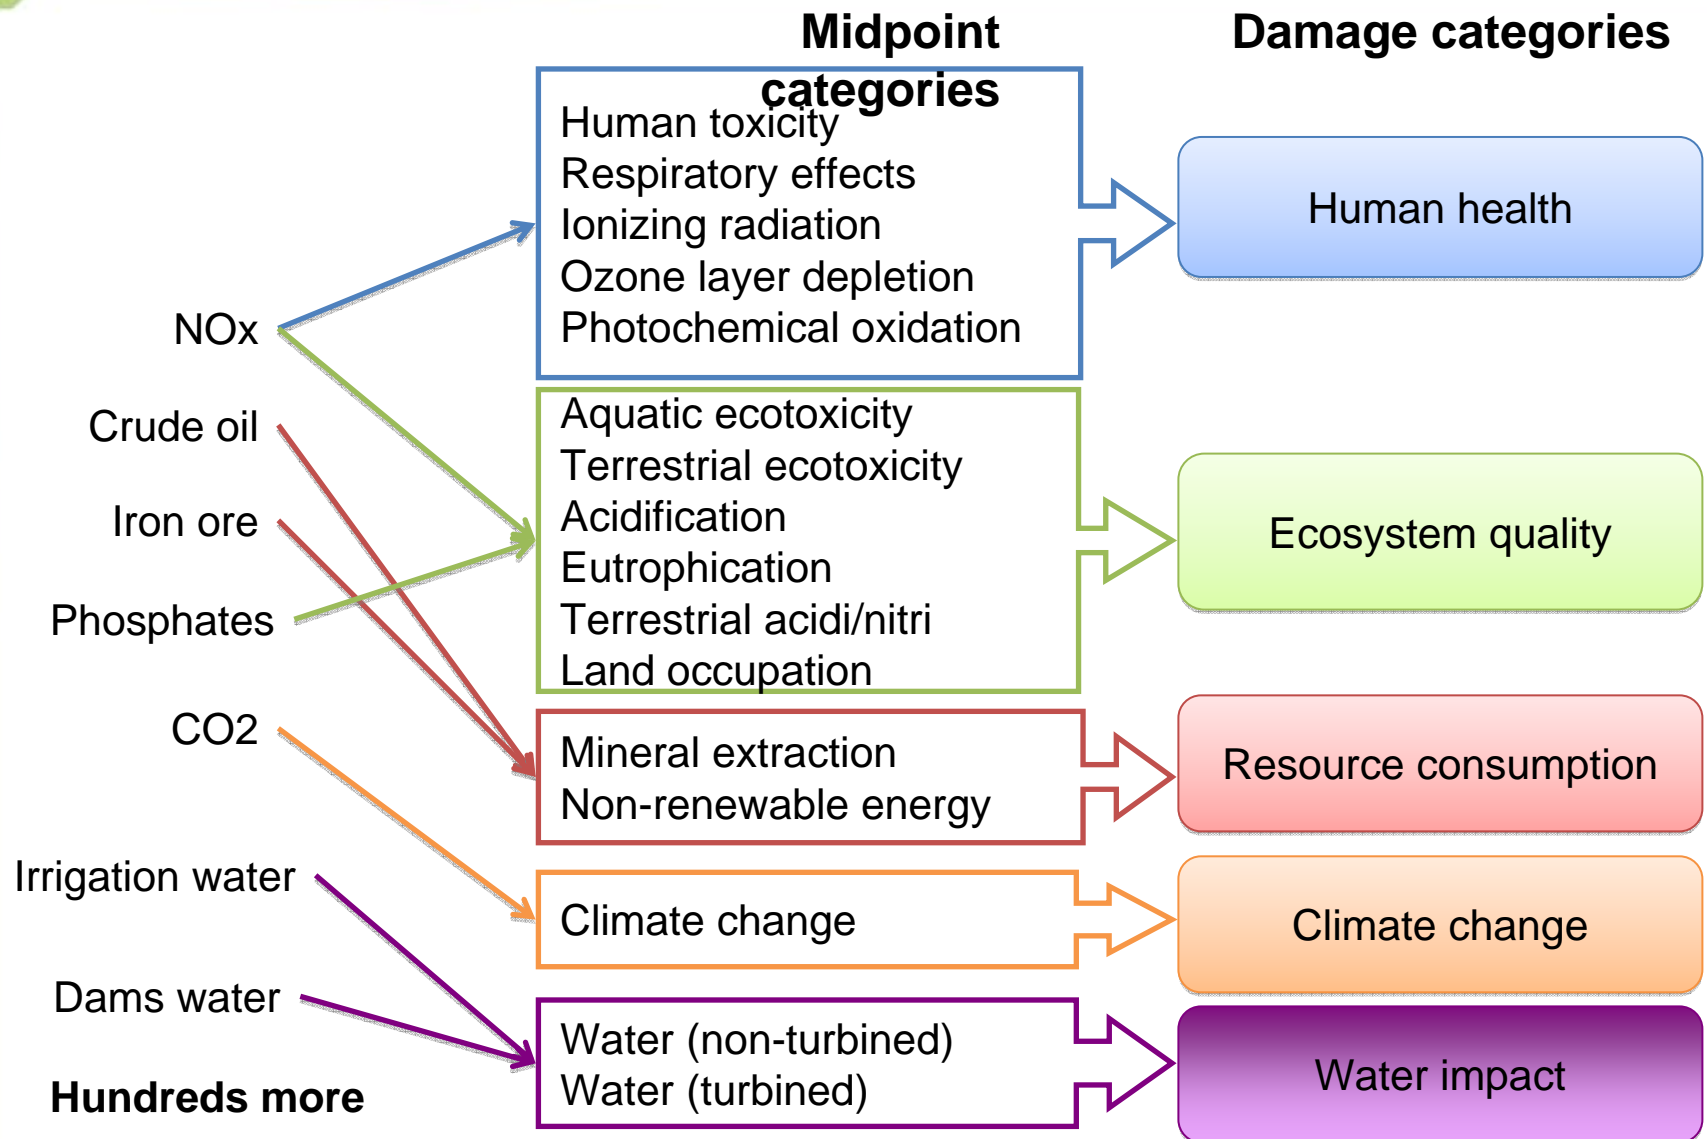 Midpoint
categories
Damage categories
NOx
Crude oil
Iron ore
Phosphates
CO2
Irrigation water
Dams water
Hundreds more
Human toxicity
Respiratory effects
Ionizing radiation
Ozone layer depletion
Photochemical oxidation
Aquatic ecotoxicity
Terrestrial ecotoxicity
Acidification
Eutrophication
Terrestrial acidi/nitri
Land occupation
Mineral extraction
Non-renewable energy
Climate change
Water (non-turbined)
Water (turbined)
Human health
Ecosystem quality
Resource consumption
Climate change
Water impact